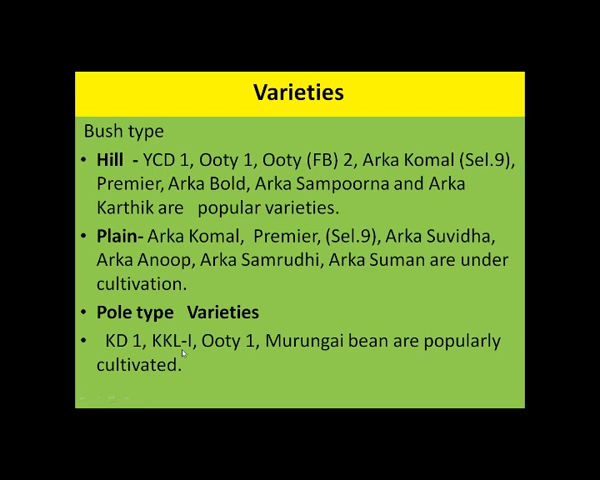 Varieties
Bush type
• Hill - YCD 1, Ooty 1, Ooty (FB) 2, Arka Komal (Sel.9),
Premier, Arka Bold, Arka Sampoorna and Arka
Karthik are popular varieties.
• Plain- Arka Komal, Premier, (Sel.9), Arka Suvidha,
Arka Anoop, Arka Samrudhi, Arka Suman are under
cultivation.
• Pole type Varieties
• KD 1, KKL-I, Ooty 1, Murungai bean are popularly
cultivated.